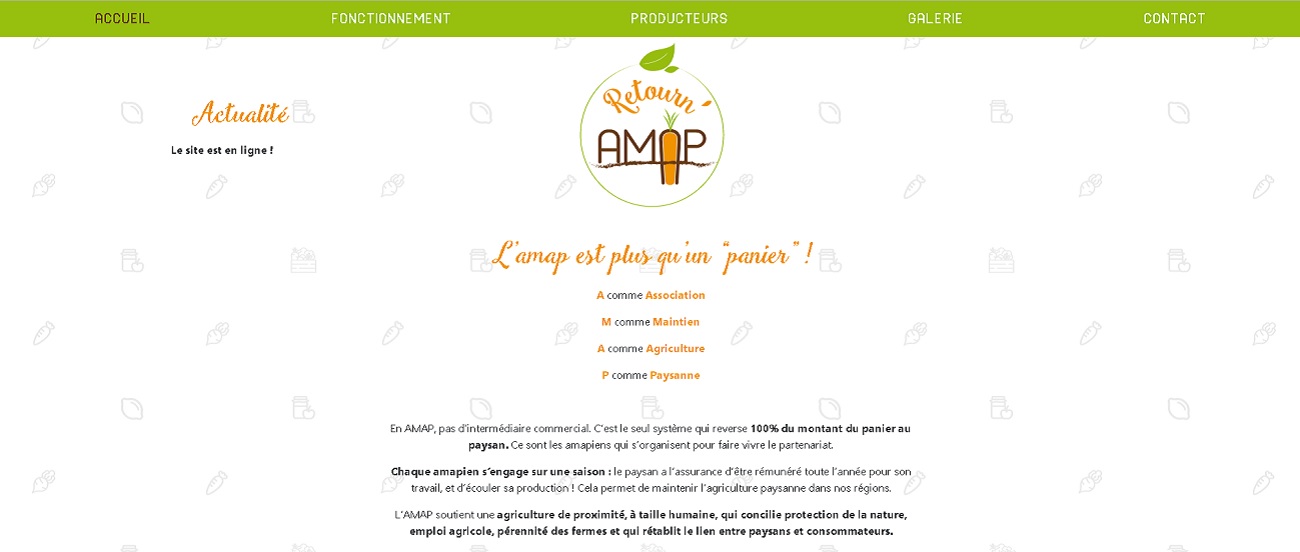 ACCUEIL FONCTIONNEMENT PRODUCTEURS GALERIE CONTACT
Retourn'
AMAP
Actualité
Le site est en ligne !
L'amap est plus qu'un "panier" !
A comme Association
M comme Maintien
A comme Agriculture
P comme Paysanne
En AMAP, pas d'intermédiaire commercial. C'est le seul système qui reverse 100% du montant du panier au
paysan. Ce sont les amapiens qui s'organisent pour faire vivre le partenariat.
Chaque amapien s'engage sur une saison : le paysan a l'assurance d'être rémunéré toute l'année pour son
travail, et d'écouler sa production ! Cela permet de maintenir l'agriculture paysanne dans nos régions.
L'AMAP soutient une agriculture de proximité, à taille humaine, qui concilie protection de la nature,
emploi agricole, pérennité des fermes et qui rétablit le lien entre paysans et consommateurs.